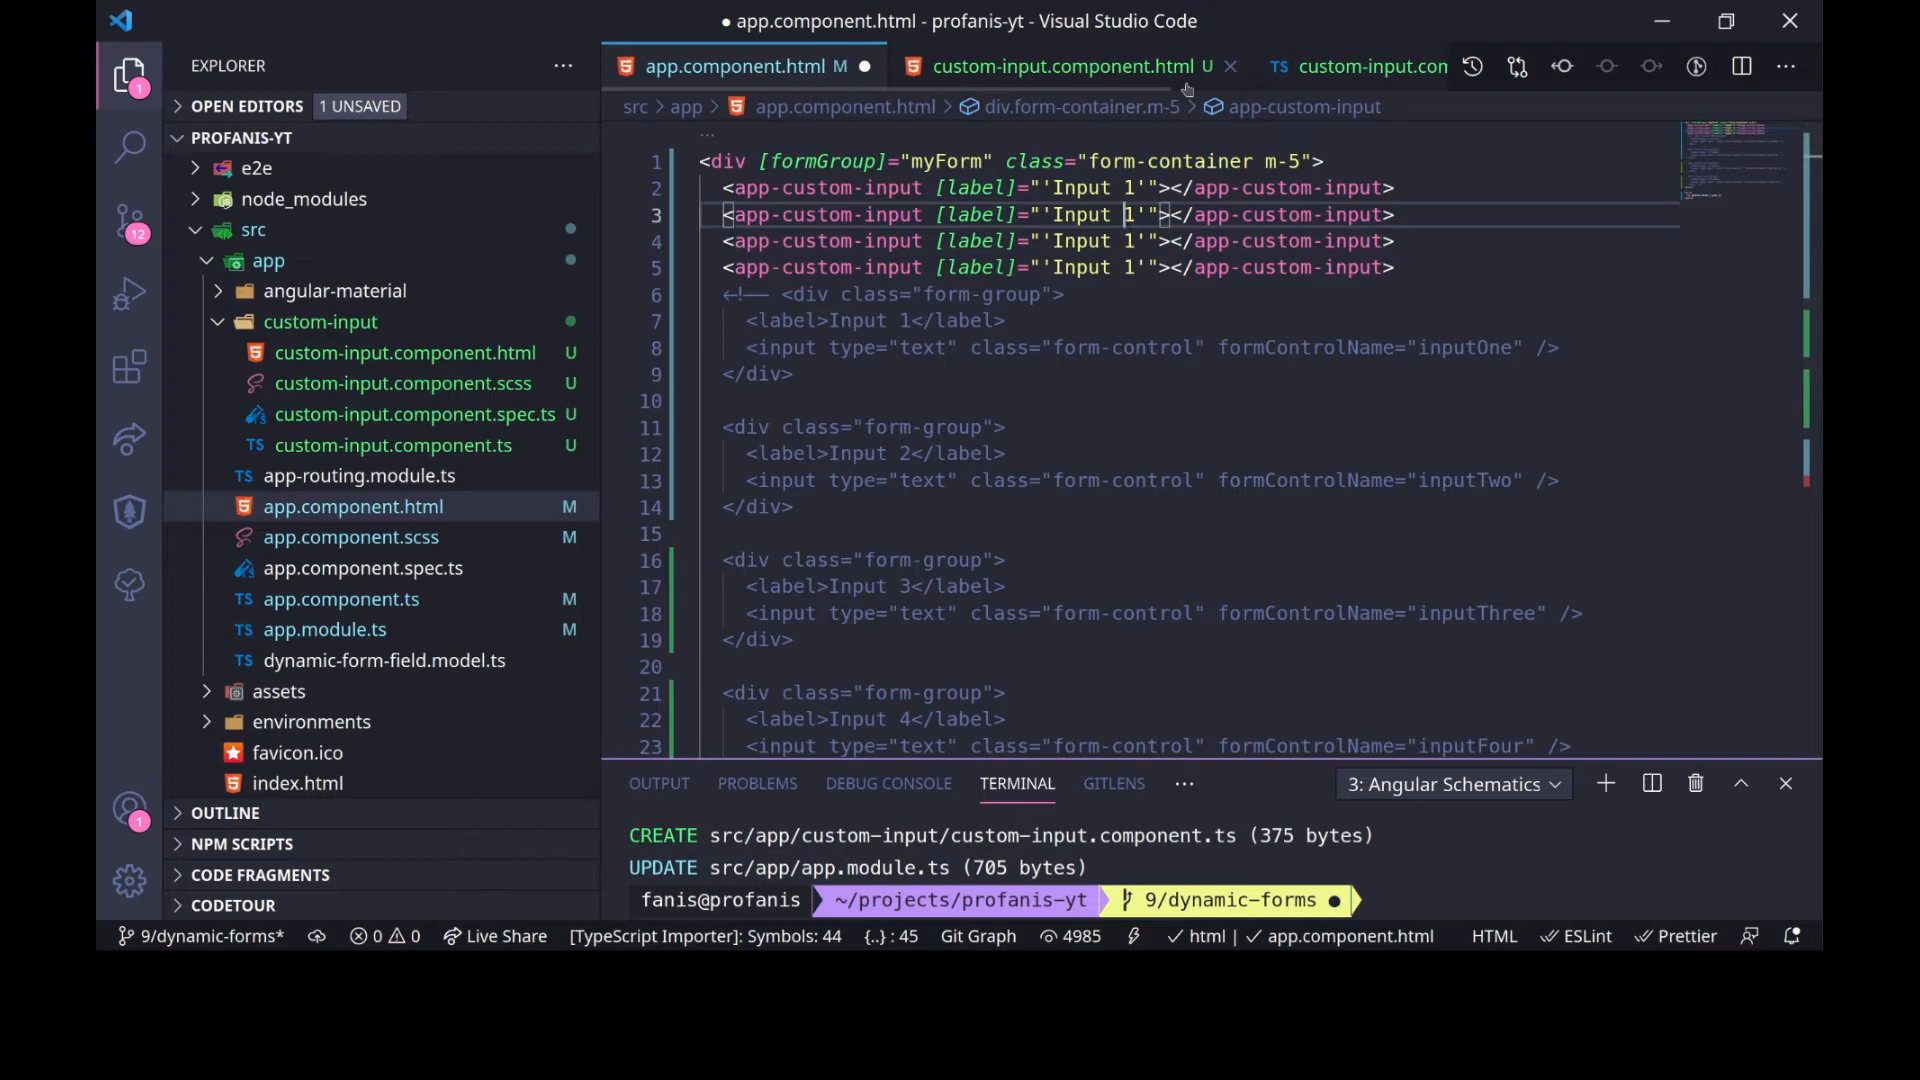 ● app.component.html - profanis-yt - Visual Studio Code
EXPLORER
OPEN EDITORS 1 UNSAVED
PROFANIS-YT
e2e
node_modules
src
app
angular-material
custom-input
custom-input.component.html U
custom-input.component.scss U
custom-input.component.spec.ts U
TS custom-input.component.ts U
TS app-routing.module.ts
app.component.html M
app.component.scss M
app.component.spec.ts
TS app.component.ts M
TS app.module.ts M
TS dynamic-form-field.model.ts
assets
environments
favicon.ico
index.html
OUTLINE
NPM SCRIPTS
CODE FRAGMENTS
CODETOUR
1
12
1
app.component.html M ●
custom-input.component.html U
TS custom-input.com
src > app > app.component.html > div.form-container.m-5 > app-custom-input
...
1 <div [formGroup]="myForm" class="form-container m-5">
2 <app-custom-input [label]="'Input 1'"></app-custom-input>
3 <app-custom-input [label]="'Input 1'"></app-custom-input>
4 <app-custom-input [label]="'Input 1'"></app-custom-input>
5 <app-custom-input [label]="'Input 1'"></app-custom-input>
6 <!-- <div class="form-group">
7 <label>Input 1</label>
8 <input type="text" class="form-control" formControlName="inputOne" />
9 </div>
10
11 <div class="form-group">
12 <label>Input 2</label>
13 <input type="text" class="form-control" formControlName="inputTwo" />
14 </div>
15
16 <div class="form-group">
17 <label>Input 3</label>
18 <input type="text" class="form-control" formControlName="inputThree" />
19 </div>
20
21 <div class="form-group">
22 <label>Input 4</label>
23 <input type="text" class="form-control" formControlName="inputFour" />
OUTPUT PROBLEMS DEBUG CONSOLE TERMINAL GITLENS ... 3: Angular Schematics
CREATE src/app/custom-input/custom-input.component.ts (375 bytes)
UPDATE src/app/app.module.ts (705 bytes)
fanis@profanis ~/projects/profanis-yt 9/dynamic-forms ●
9/dynamic-forms* 0 0 Live Share [TypeScript Importer]: Symbols: 44 {..} : 45 Git Graph 4985 html | app.component.html HTML ESLint Prettier